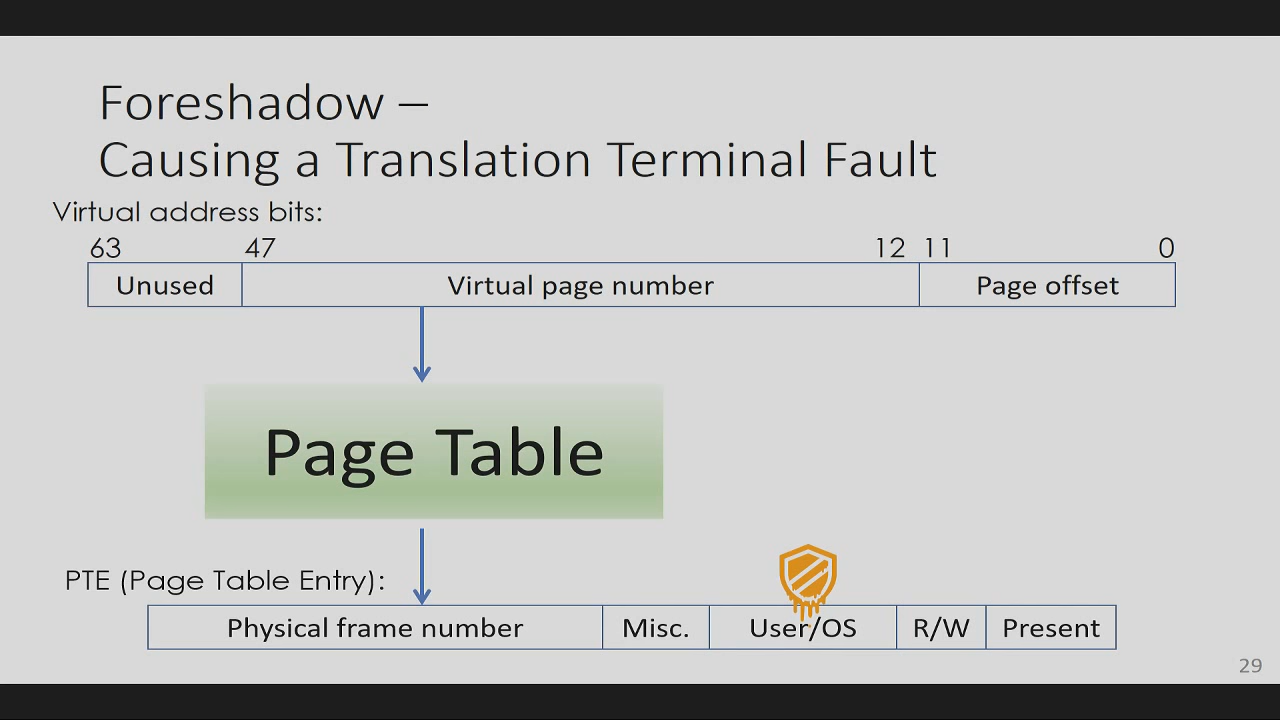 Foreshadow –
Causing a Translation Terminal Fault
Virtual address bits:
63 47 12 11 0
Unused Virtual page number Page offset
Page Table
PTE (Page Table Entry):
Physical frame number Misc. User/OS R/W Present
29